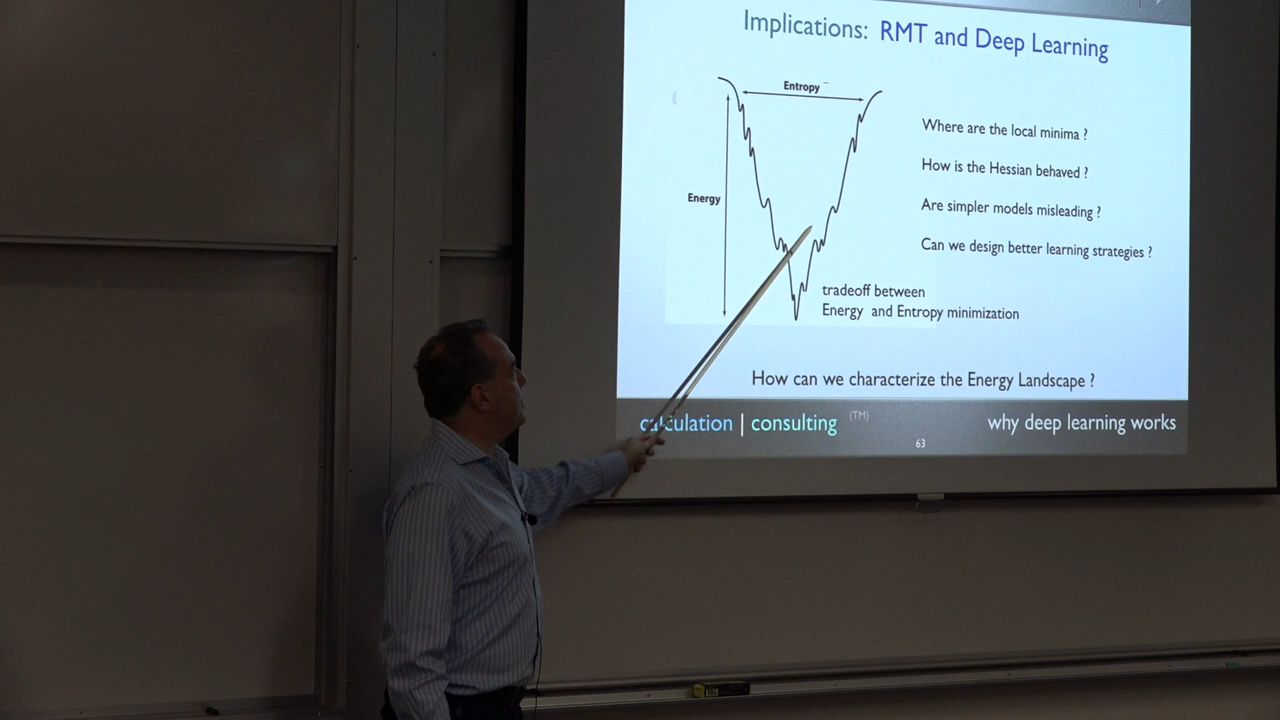 Implications: RMT and Deep Learning
Entropy
Energy
Where are the local minima ?
How is the Hessian behaved ?
Are simpler models misleading ?
Can we design better learning strategies ?
tradeoff between
Energy and Entropy minimization
How can we characterize the Energy Landscape ?
calculation | consulting (TM)
why deep learning works
63